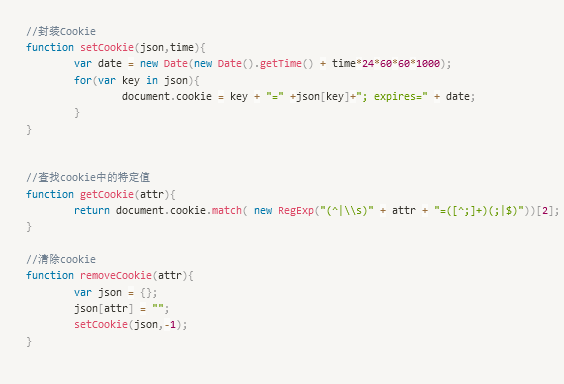 //封装Cookie
function setCookie(json,time){
var date = new Date(new Date().getTime() + time*24*60*60*1000);
for(var key in json){
document.cookie = key + "=" +json[key]+"; expires=" + date;
}
}
//查找cookie中的特定值
function getCookie(attr){
return document.cookie.match( new RegExp("(^|\\s)" + attr + "=([^;]+)(;|$)"))[2];
}
//清除cookie
function removeCookie(attr){
var json = {};
json[attr] = "";
setCookie(json,-1);
}